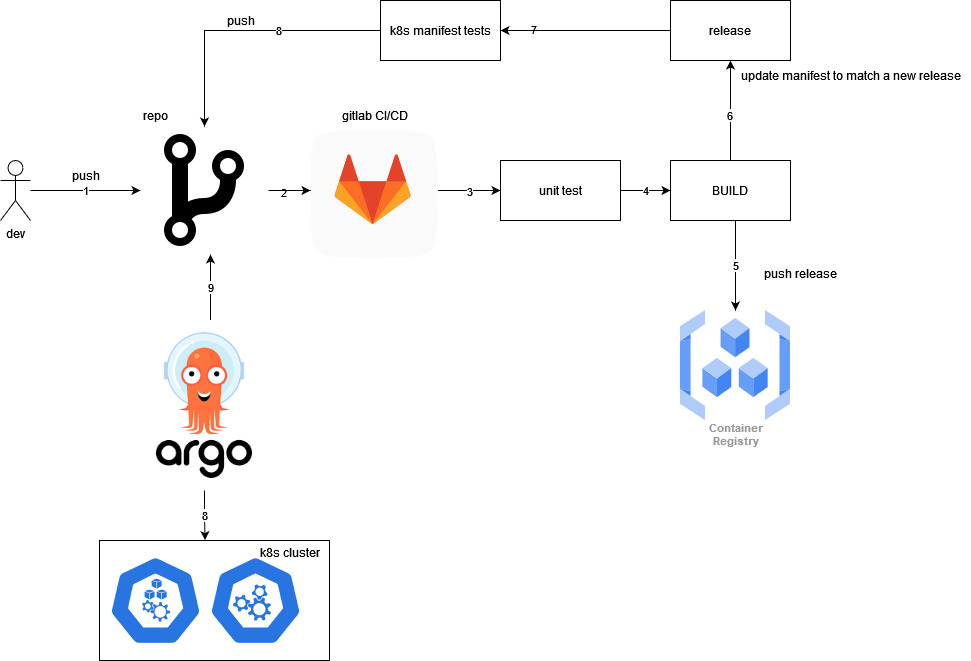 push
8
k8s manifest tests
7
release
update manifest to match a new release
6
repo
gitlab CI/CD
push
1
2
3
unit test
4
BUILD
dev
5
push release
9
argo
Container
Registry
8
k8s cluster